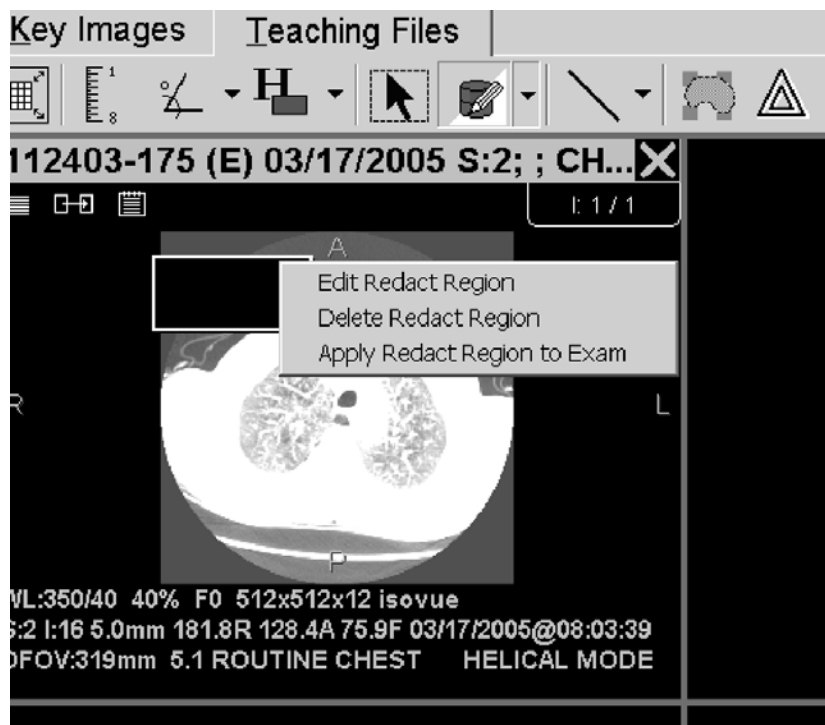 Key Images Teaching Files
1
8
H
112403-175 (E) 03/17/2005 S:2; ; CH...
I: 1 / 1
A
Edit Redact Region
Delete Redact Region
Apply Redact Region to Exam
R L
P
WL:350/40 40% F0 512x512x12 isovue
S:2 I:16 5.0mm 181.8R 128.4A 75.9F 03/17/2005@08:03:39
DFOV:319mm 5.1 ROUTINE CHEST HELICAL MODE